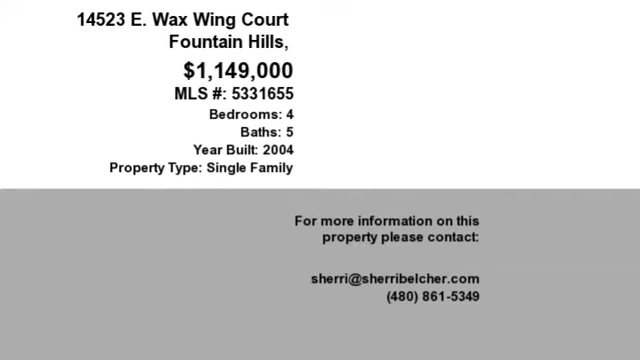 14523 E. Wax Wing Court
Fountain Hills,
$1,149,000
MLS #: 5331655
Bedrooms: 4
Baths: 5
Year Built: 2004
Property Type: Single Family
For more information on this
property please contact:
sherri@sherribelcher.com
(480) 861-5349